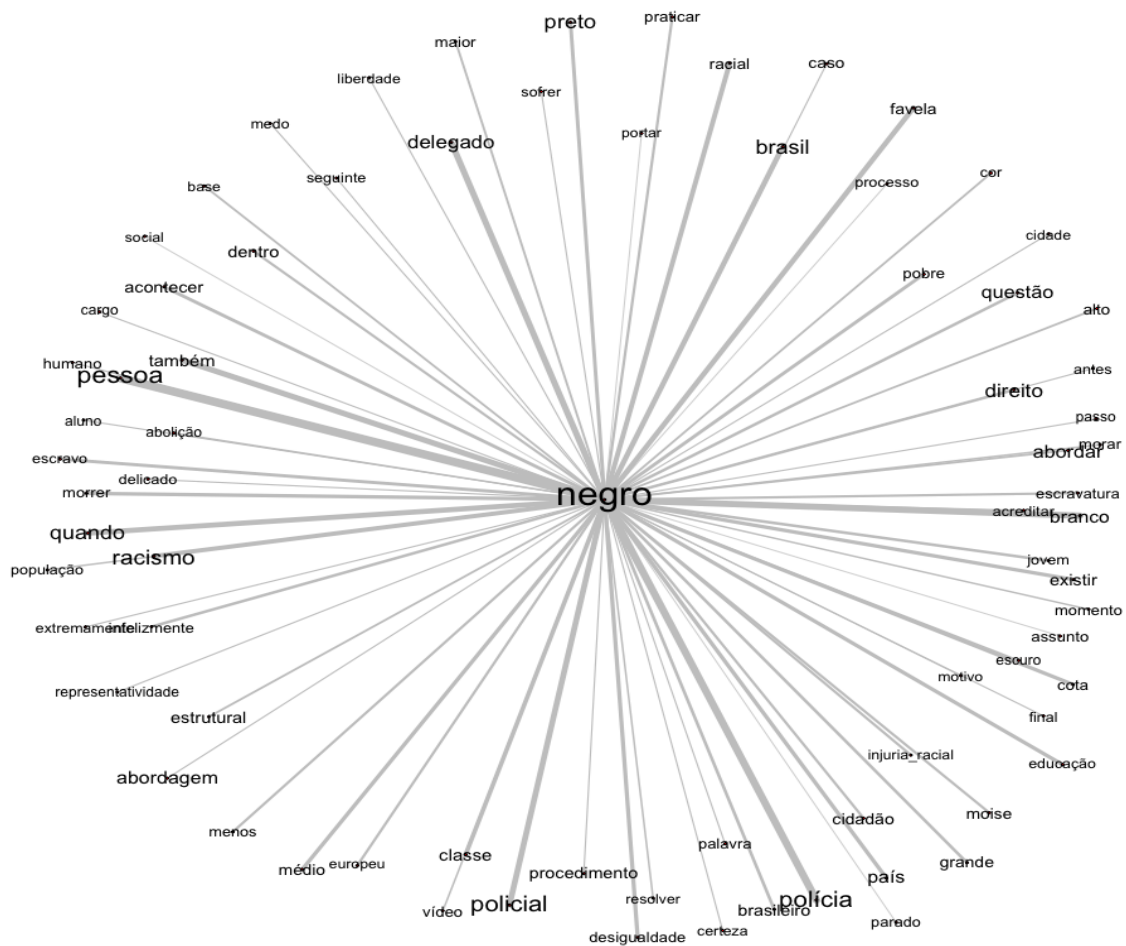 praticar
preto
maior
racial
caso
liberdade
sofrer
favela
medo
portar
delegado
brasil
seguinte
processo
cor
base
social
cidade
dentro
pobre
acontecer
questão
cargo
alto
humano
também
antes
pessoa
direito
aluno
abolição
passo
morar
abordar
escravo
delicado
morrer
negro
escravatura
acreditar
branco
quando
racismo
jovem
população
existir
momento
extremamente
infelizmente
assunto
escuro
motivo
cota
representatividade
estrutural
final
injuria_racial
educação
abordagem
moise
cidadão
menos
palavra
classe
grande
médio
europeu
procedimento
país
resolver
polícia
policial
brasileiro
vídeo
parado
certeza
desigualdade